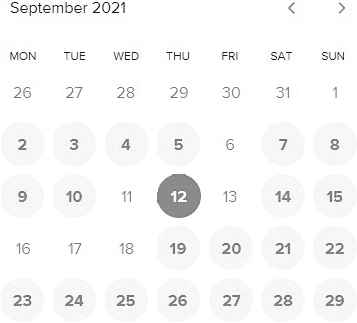 September 2021
MON TUE WED THU FRI SAT SUN
26 27 28 29 30 31 1
2 3 4 5 6 7 8
9 10 11 12 13 14 15
16 17 18 19 20 21 22
23 24 25 26 27 28 29